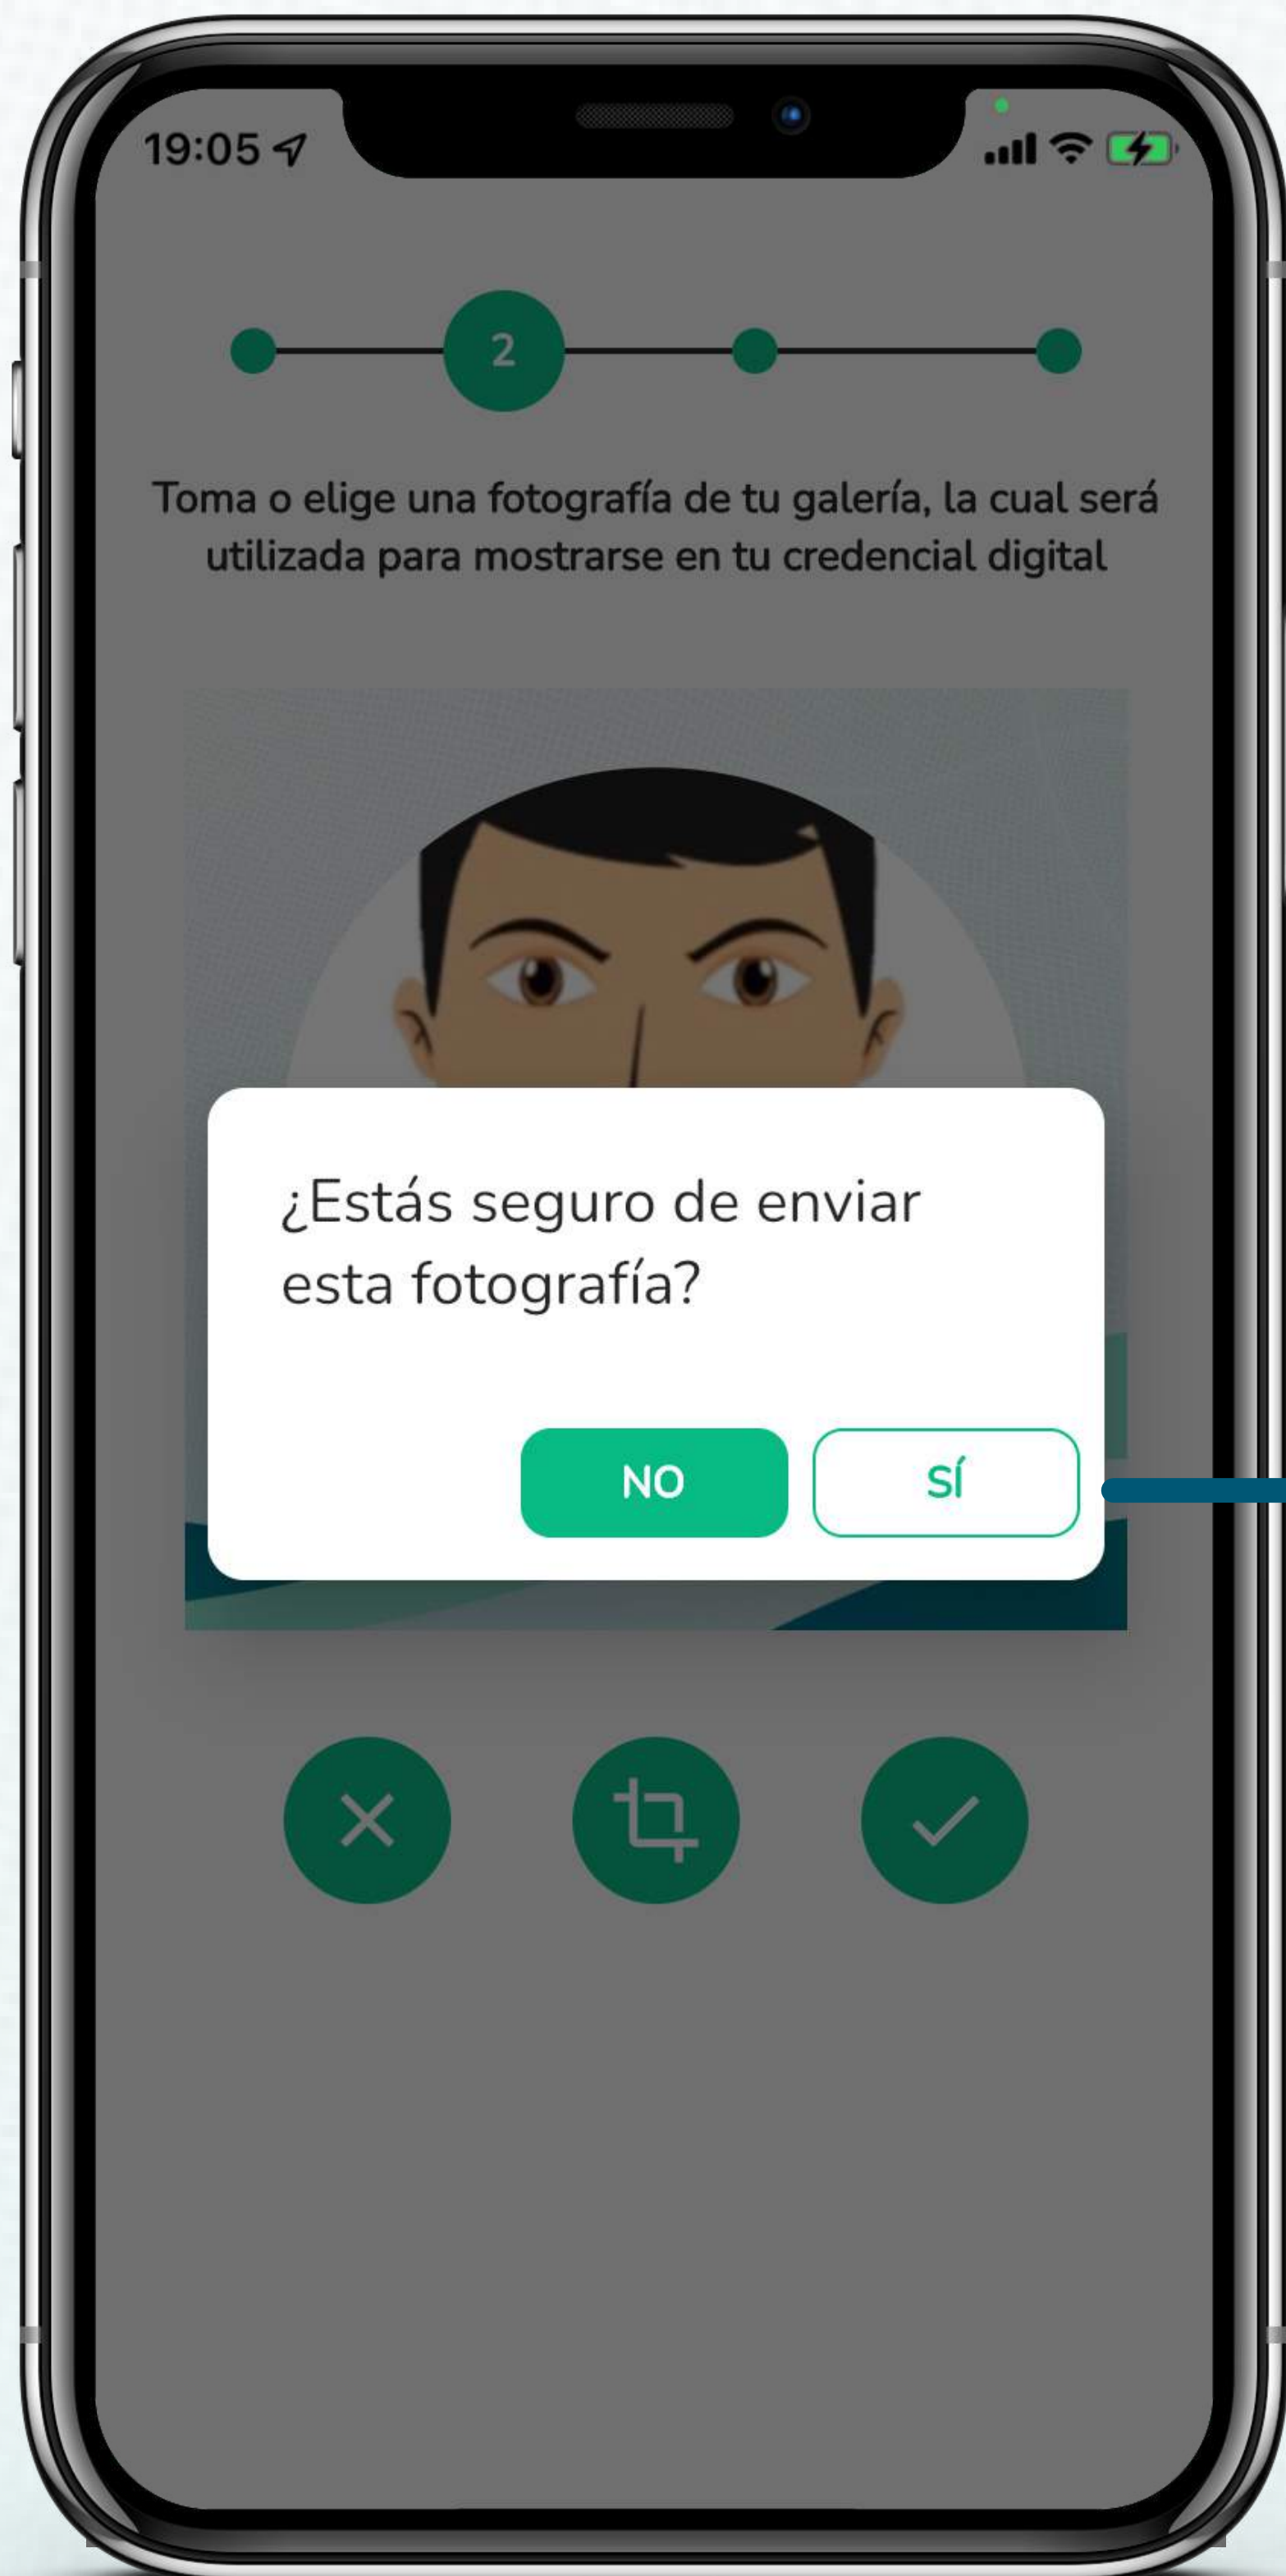 19:05
2
Toma o elige una fotografía de tu galería, la cual será
utilizada para mostrarse en tu credencial digital
¿Estás seguro de enviar
esta fotografía?
NO
SÍ